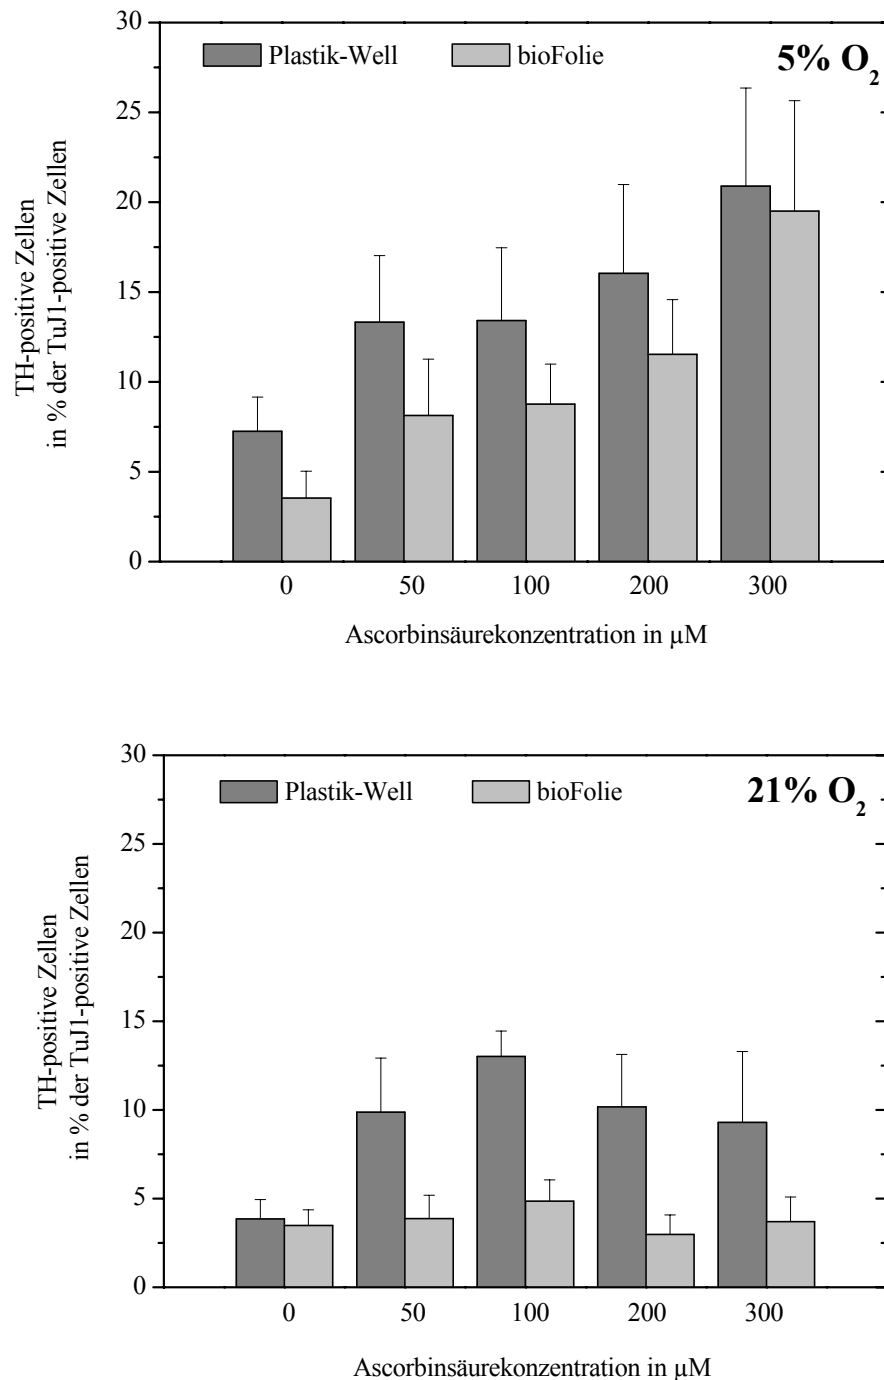 Plastik-Well
bioFolie
5% O₂
30
25
20
15
10
5
0
TH-positive Zellen
in % der TuJ1-positive Zellen
0 50 100 200 300
Ascorbinsäurekonzentration in µM
Plastik-Well
bioFolie
21% O₂
30
25
20
15
10
5
0
TH-positive Zellen
in % der TuJ1-positive Zellen
0 50 100 200 300
Ascorbinsäurekonzentration in µM